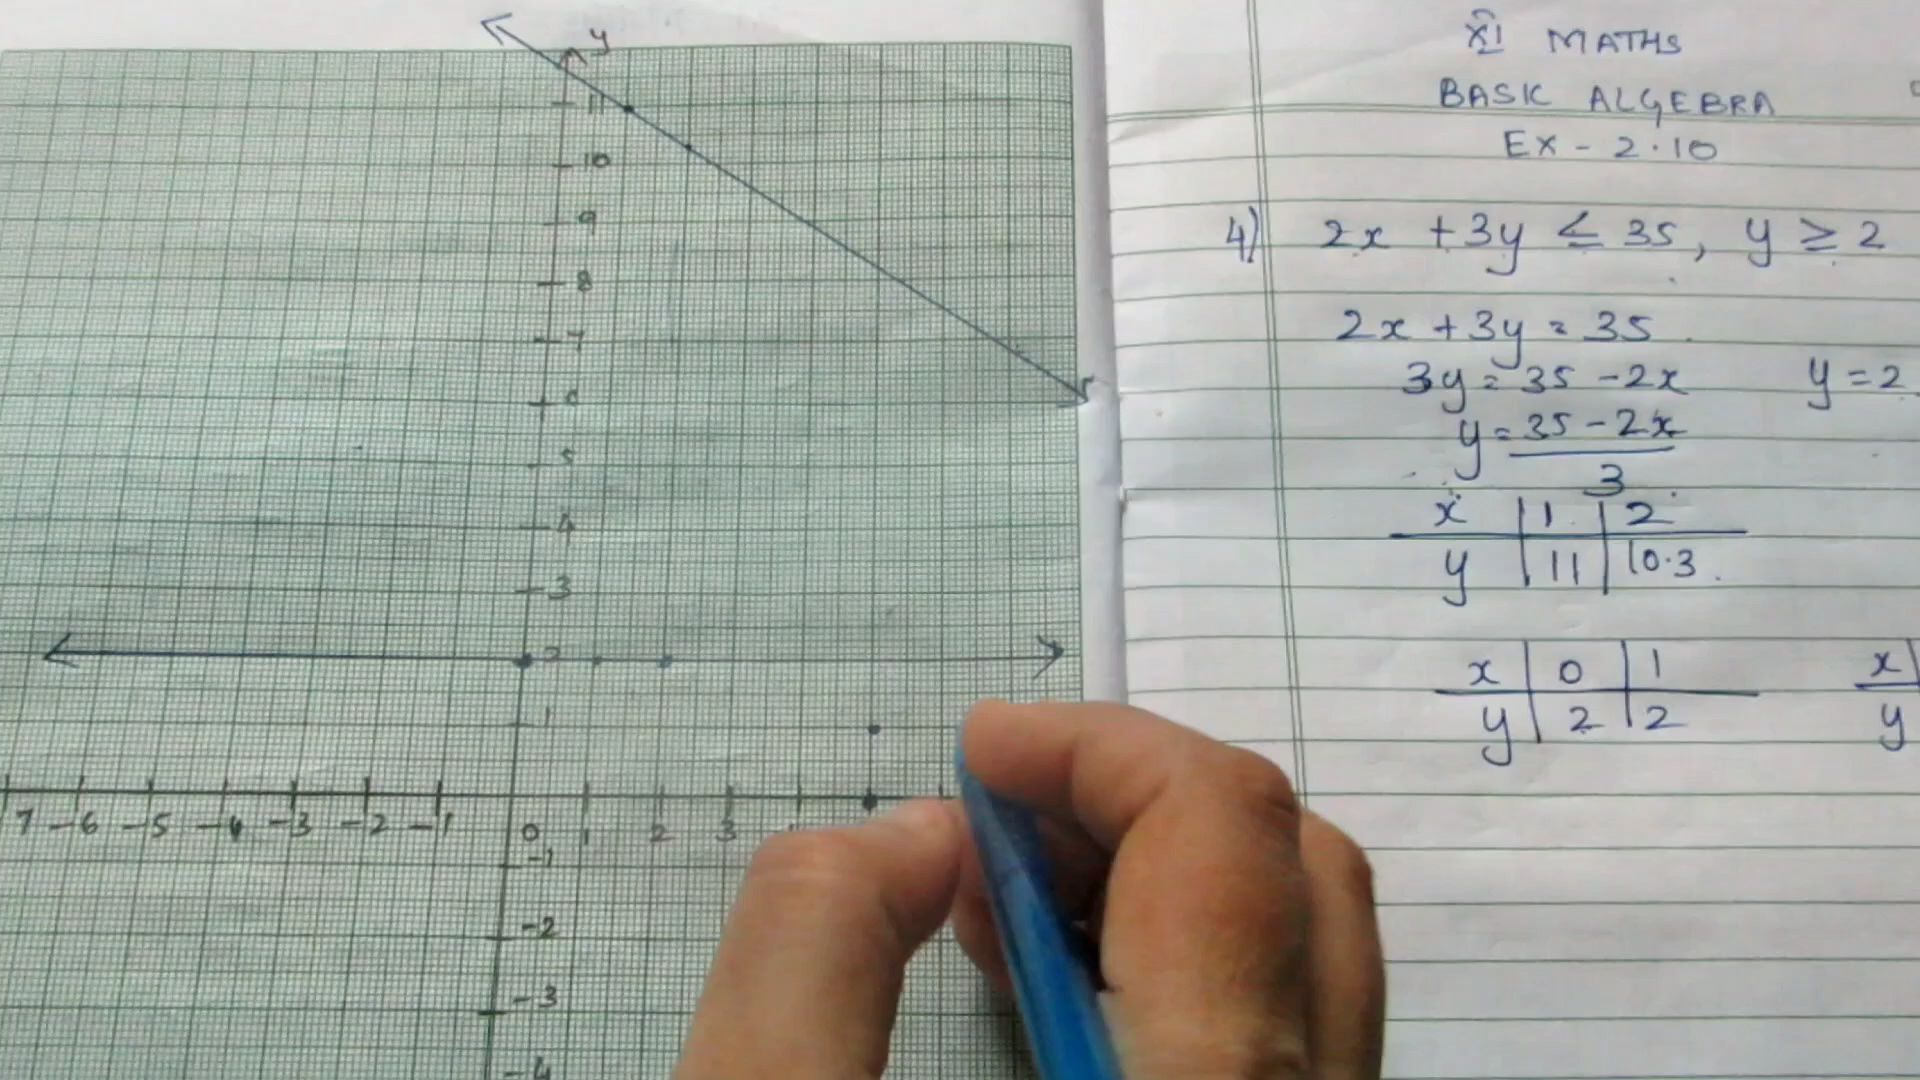 y
11
10
9
8
7
6
5
4
3
2
1
7 -6 -5 -4 -3 -2 -1 0 1 2 3
-1
-2
-3
-4
XI MATHS
BASIC ALGEBRA
EX - 2.10
4) 2x + 3y ≤ 35, y ≥ 2
2x + 3y = 35
3y = 35 - 2x y = 2
y = 35 - 2x
3
x 1 2
y 11 10.3
x 0 1 x
y 2 2 y